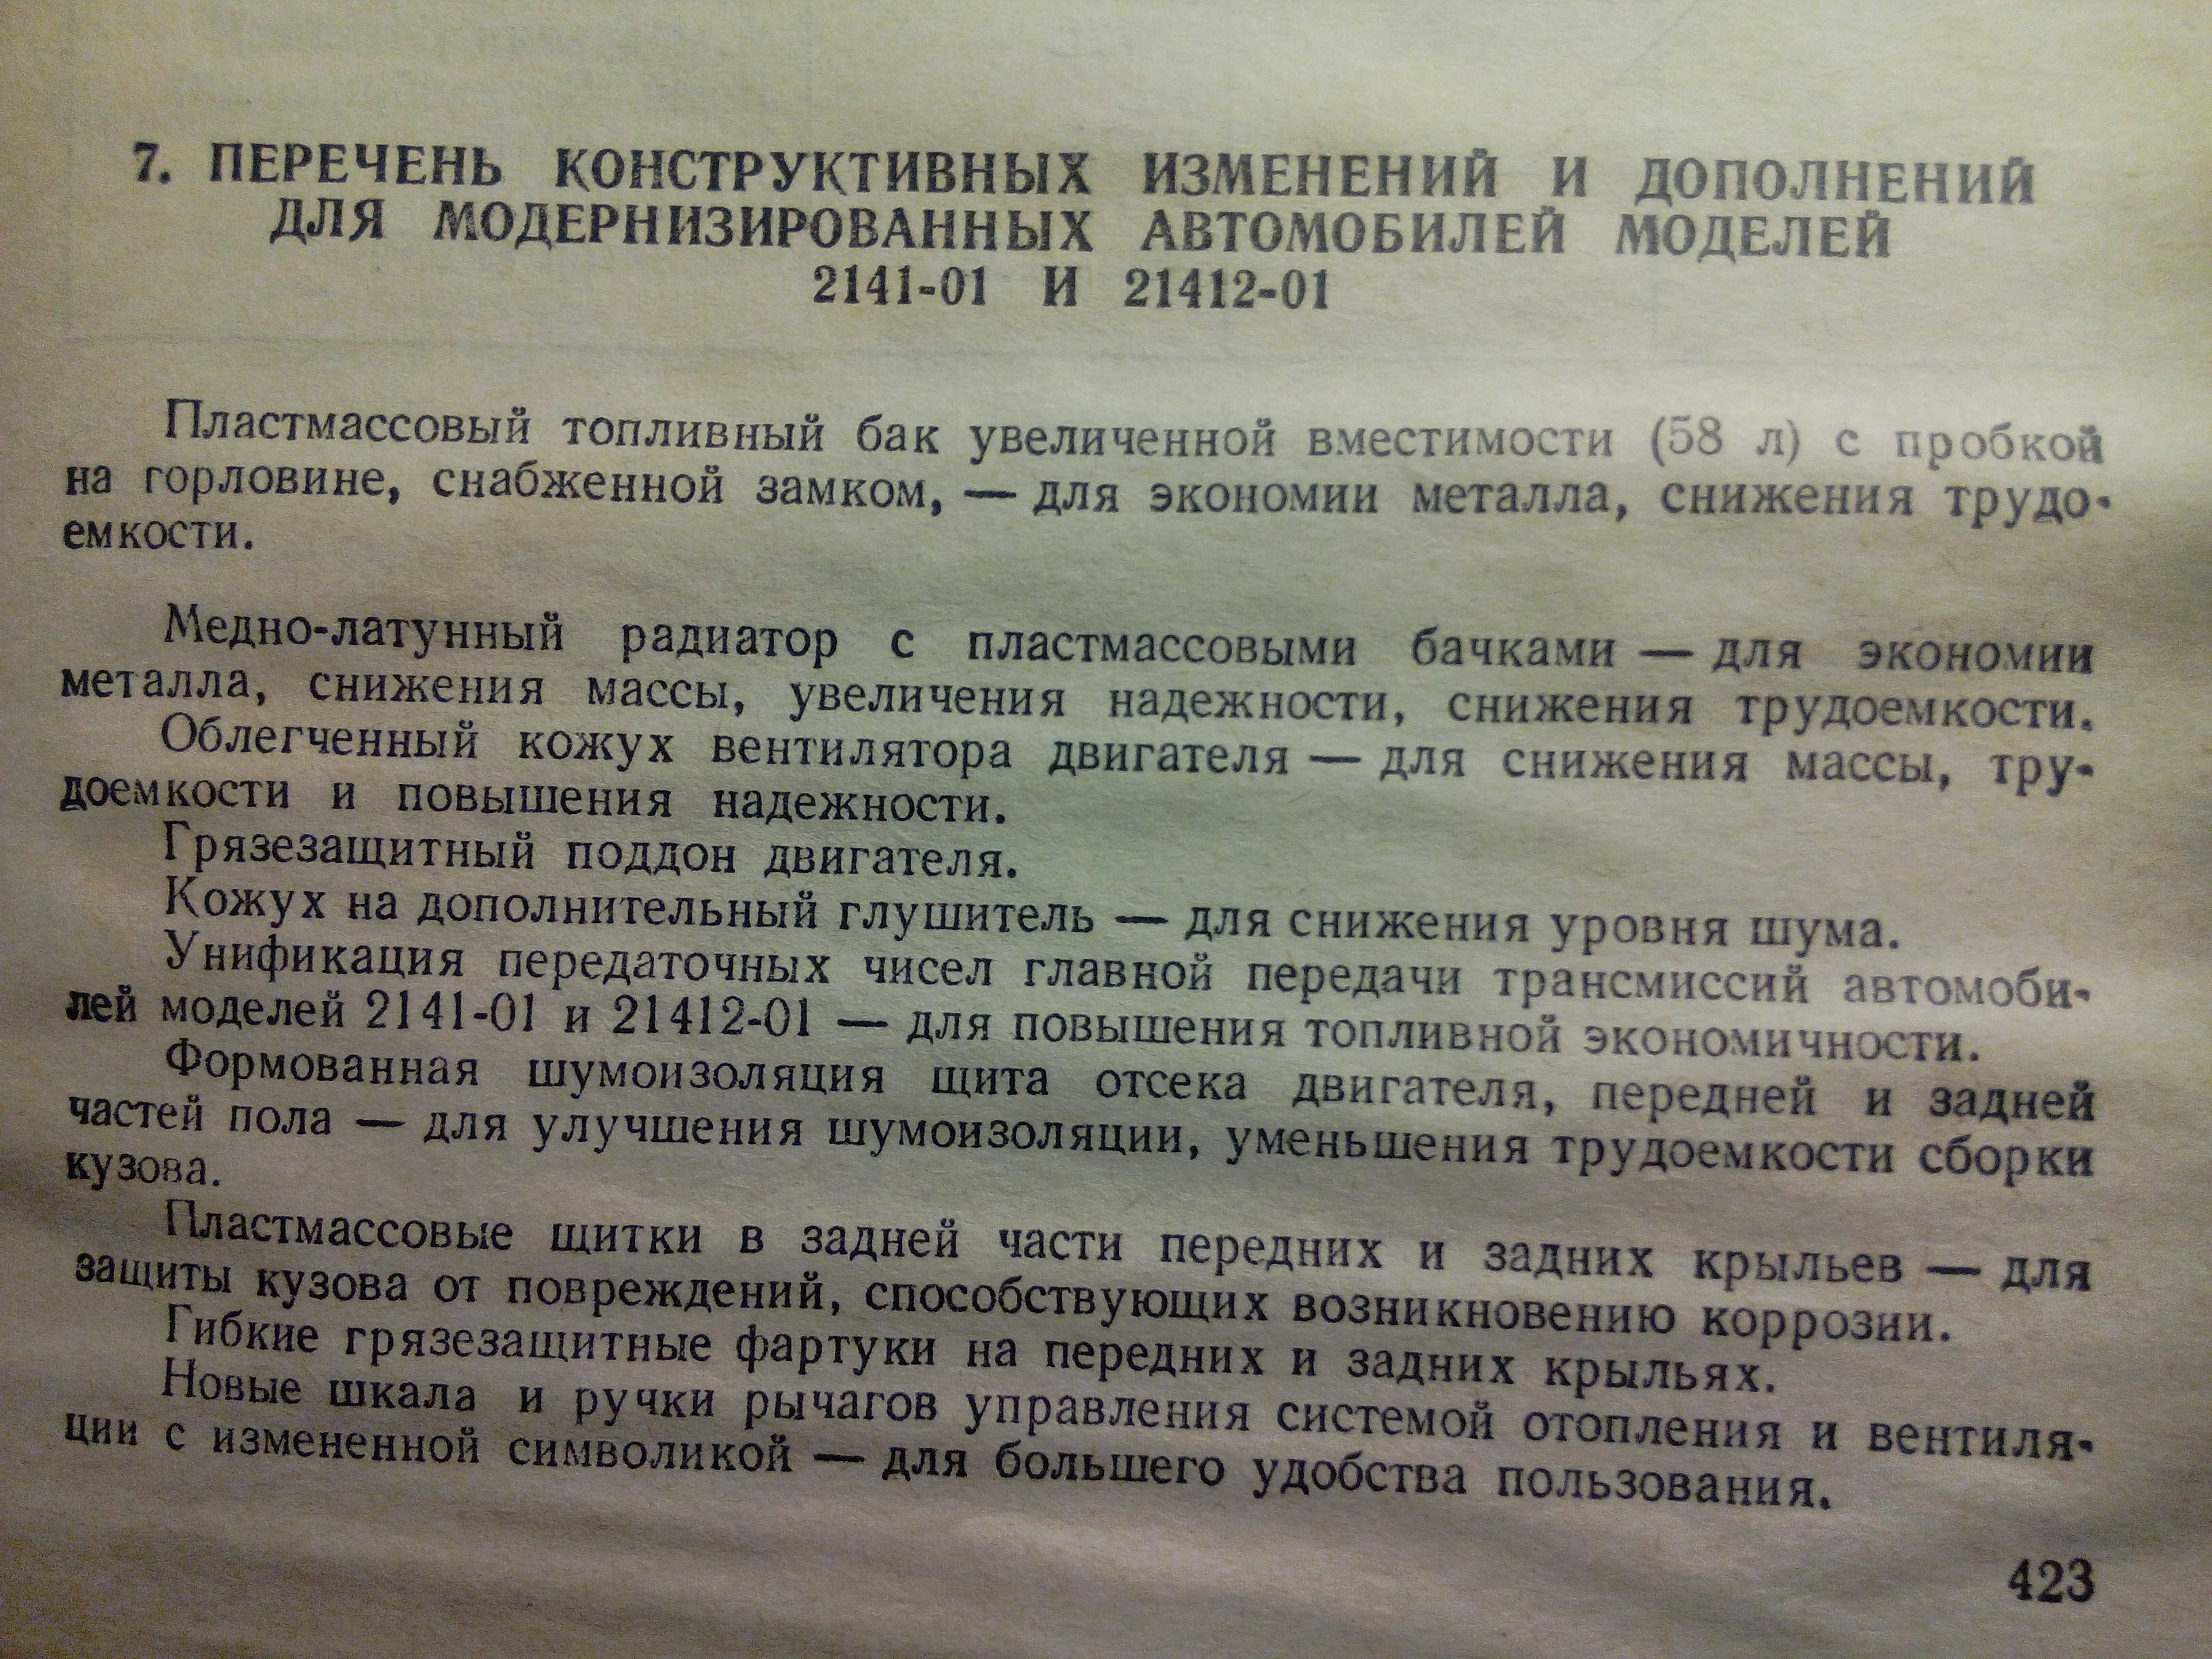 7. ПЕРЕЧЕНЬ КОНСТРУКТИВНЫХ ИЗМЕНЕНИЙ И ДОПОЛНЕНИЙ
ДЛЯ МОДЕРНИЗИРОВАННЫХ АВТОМОБИЛЕЙ МОДЕЛЕЙ
2141-01 И 21412-01
Пластмассовый топливный бак увеличенной вместимости (58 л) с пробкой
на горловине, снабженной замком, — для экономии металла, снижения трудо-
емкости.
Медно-латунный радиатор с пластмассовыми бачками — для экономии
металла, снижения массы, увеличения надежности, снижения трудоемкости.
Облегченный кожух вентилятора двигателя — для снижения массы, тру-
доемкости и повышения надежности.
Грязезащитный поддон двигателя.
Кожух на дополнительный глушитель — для снижения уровня шума.
Унификация передаточных чисел главной передачи трансмиссий автомоби-
лей моделей 2141-01 и 21412-01 — для повышения топливной экономичности.
Формованная шумоизоляция щита отсека двигателя, передней и задней
частей пола — для улучшения шумоизоляции, уменьшения трудоемкости сборки
кузова.
Пластмассовые щитки в задней части передних и задних крыльев — для
защиты кузова от повреждений, способствующих возникновению коррозии.
Гибкие грязезащитные фартуки на передних и задних крыльях.
Новые шкала и ручки рычагов управления системой отопления и вентиля-
ции с измененной символикой — для большего удобства пользования.
423